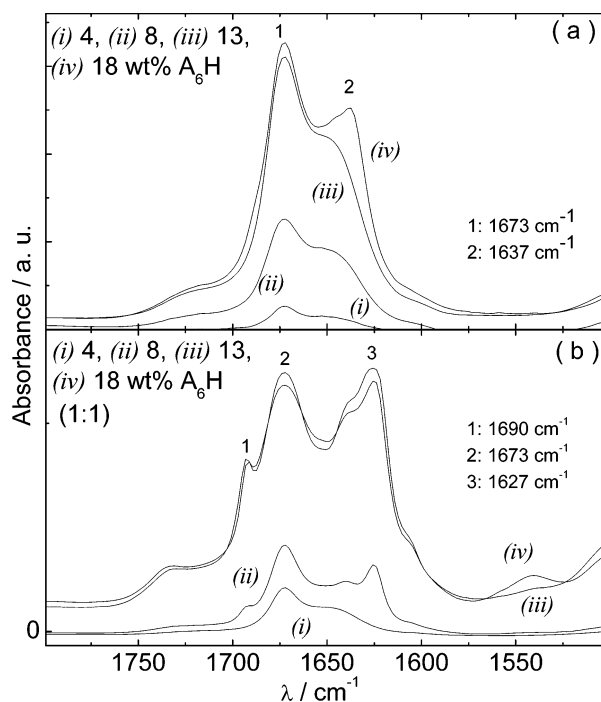 (i) 4, (ii) 8, (iii) 13,
(iv) 18 wt% A₆H
( a )
1
2
(iv)
(iii)
(ii)
(i)
1: 1673 cm⁻¹
2: 1637 cm⁻¹
Absorbance / a. u.
(i) 4, (ii) 8, (iii) 13,
(iv) 18 wt% A₆H
(1:1)
( b )
1
2
3
1: 1690 cm⁻¹
2: 1673 cm⁻¹
3: 1627 cm⁻¹
(ii)
(i)
(iv)
(iii)
0
1750 1700 1650 1600 1550
λ / cm⁻¹